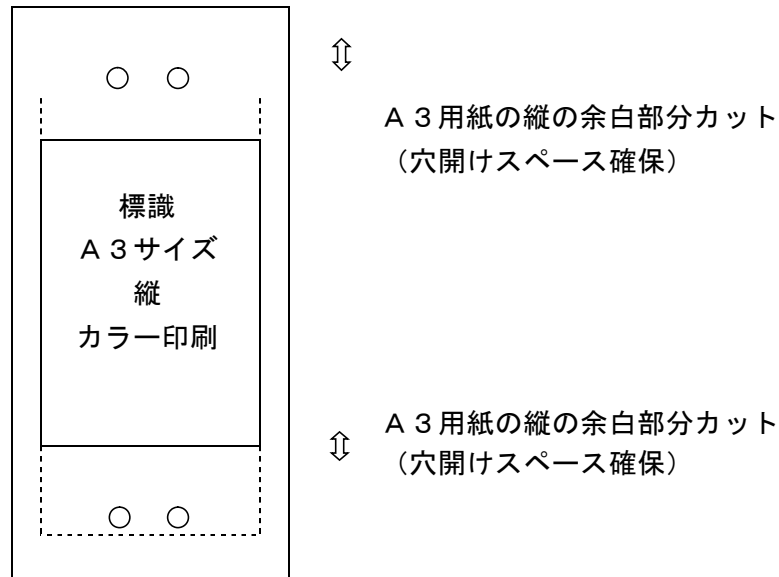 Ａ３用紙の縦の余白部分カット
（穴開けスペース確保）
標識
Ａ３サイズ
縦
カラー印刷
Ａ３用紙の縦の余白部分カット
（穴開けスペース確保）